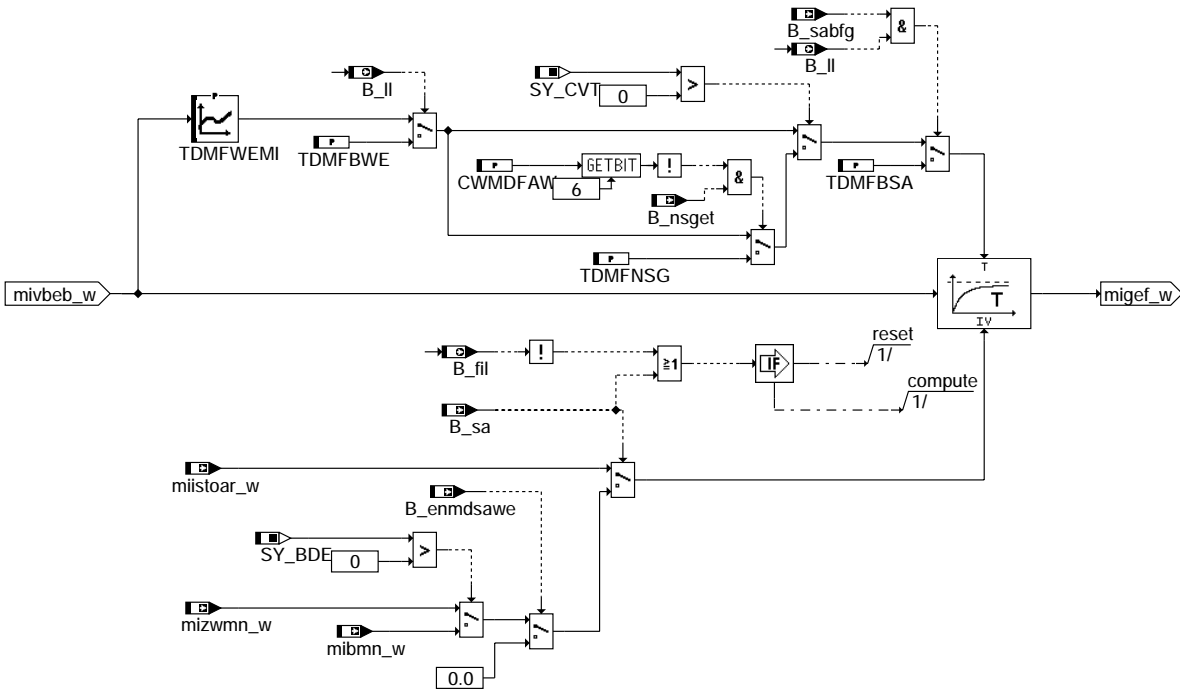 B_sabfg
&
B_ll
B_ll
SY_CVT
0
>
P
TDMFWEMI
P
TDMFBWE
P
CWMDFAW
GETBIT
!
6
&
B_nsget
P
TDMFBSA
P
TDMFNSG
mivbeb_w
T
T
IV
migef_w
B_fil
!
≥1
IF
reset
1/
compute
1/
B_sa
miistoar_w
B_enmdsawe
SY_BDE
0
>
mizwmn_w
mibmn_w
0.0